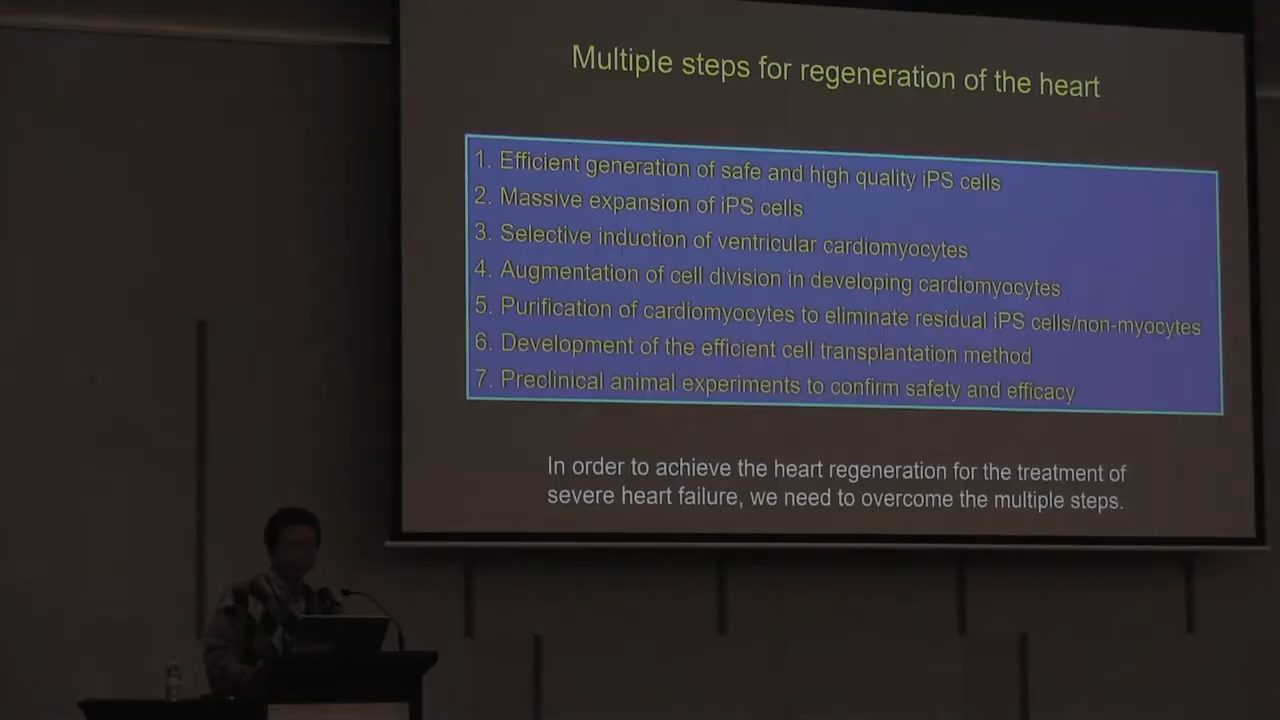 Multiple steps for regeneration of the heart
1. Efficient generation of safe and high quality iPS cells
2. Massive expansion of iPS cells
3. Selective induction of ventricular cardiomyocytes
4. Augmentation of cell division in developing cardiomyocytes
5. Purification of cardiomyocytes to eliminate residual iPS cells/non-myocytes
6. Development of the efficient cell transplantation method
7. Preclinical animal experiments to confirm safety and efficacy
In order to achieve the heart regeneration for the treatment of
severe heart failure, we need to overcome the multiple steps.